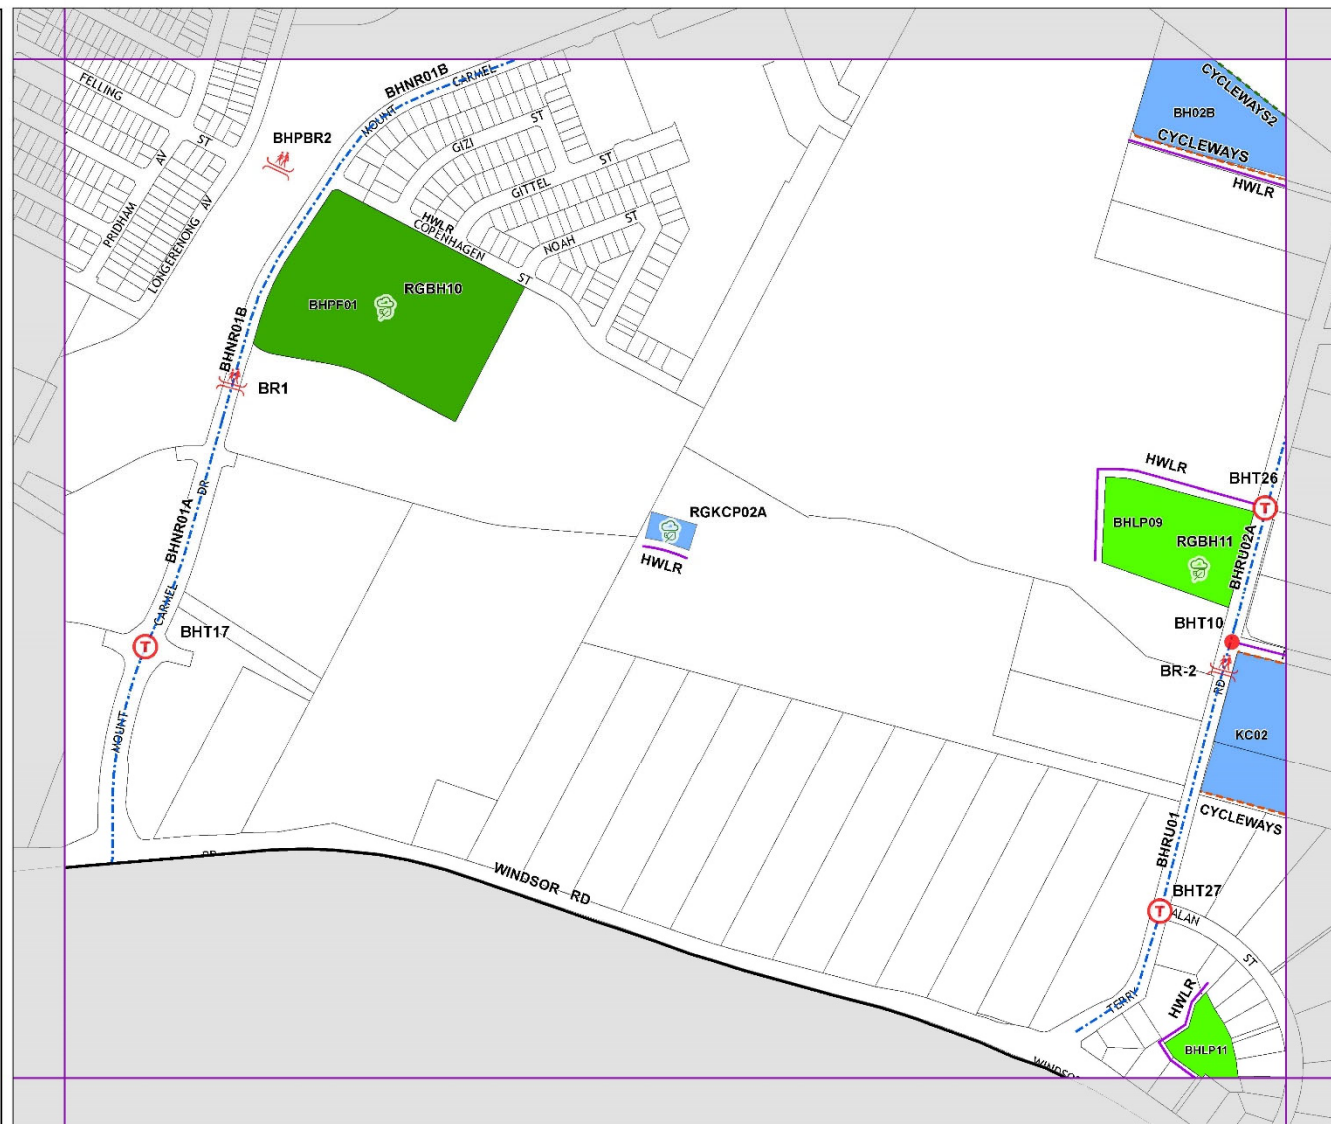 FELLING
ST
AV
PRIDHAM
LONGERENONG AV
BHPBR2
BHNR01B
MOUNT
CARMEL
GIZI
ST
GITTEL
ST
HWLR
COPENHAGEN
ST
NOAH
ST
CYCLEWAYS2
BH02B
CYCLEWAYS
HWLR
BHPF01
RGBH10
BHNR01B
BR1
BHNR01A
DR
CARMEL
BHT17
MOUNT
RGKCP02A
HWLR
HWLR
BHT26
BHLP09
RGBH11
BHRU02A
BHT10
BR-2
RD
KC02
CYCLEWAYS
BHRU01
BHT27
ALAN
ST
TERRY
HWLR
BHLP11
WINDSOR RD
T
T
T